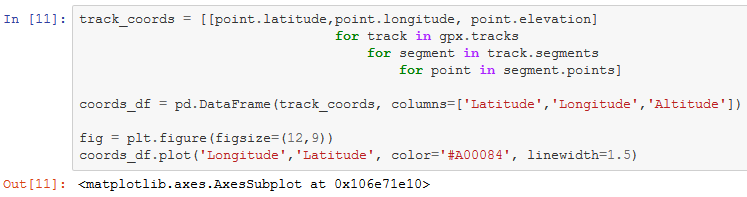 In [11]: track_coords = [[point.latitude,point.longitude, point.elevation]
for track in gpx.tracks
for segment in track.segments
for point in segment.points]
coords_df = pd.DataFrame(track_coords, columns=['Latitude','Longitude','Altitude'])
fig = plt.figure(figsize=(12,9))
coords_df.plot('Longitude','Latitude', color='#A00084', linewidth=1.5)
Out[11]: <matplotlib.axes.AxesSubplot at 0x106e71e10>